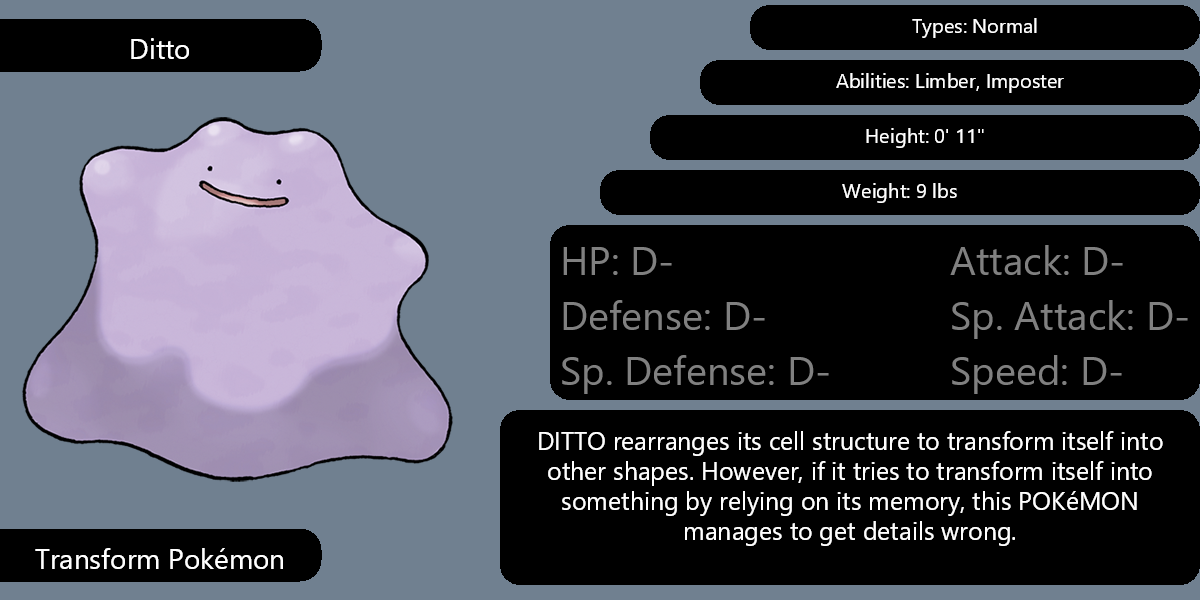 Ditto
Types: Normal
Abilities: Limber, Imposter
Height: 0' 11"
Weight: 9 lbs
HP: D-
Attack: D-
Defense: D-
Sp. Attack: D-
Sp. Defense: D-
Speed: D-
DITTO rearranges its cell structure to transform itself into
other shapes. However, if it tries to transform itself into
something by relying on its memory, this POKéMON
manages to get details wrong.
Transform Pokémon